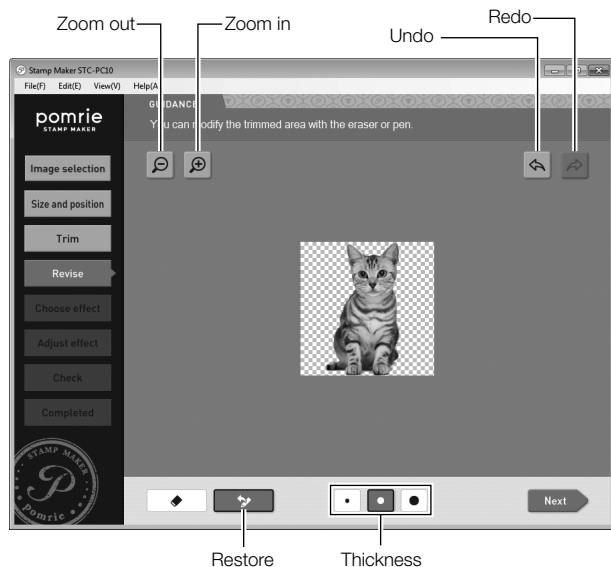 Zoom out
Zoom in
Undo
Redo
Stamp Maker STC-PC10
File(F) Edit(E) View(V) Help(
GUIDANCE
You can modify the trimmed area with the eraser or pen.
pomrie
STAMP MAKER
Image selection
Size and position
Trim
Revise
Choose effect
Adjust effect
Check
Completed
STAMP MAKER
P
Pomrie
Next
Restore
Thickness